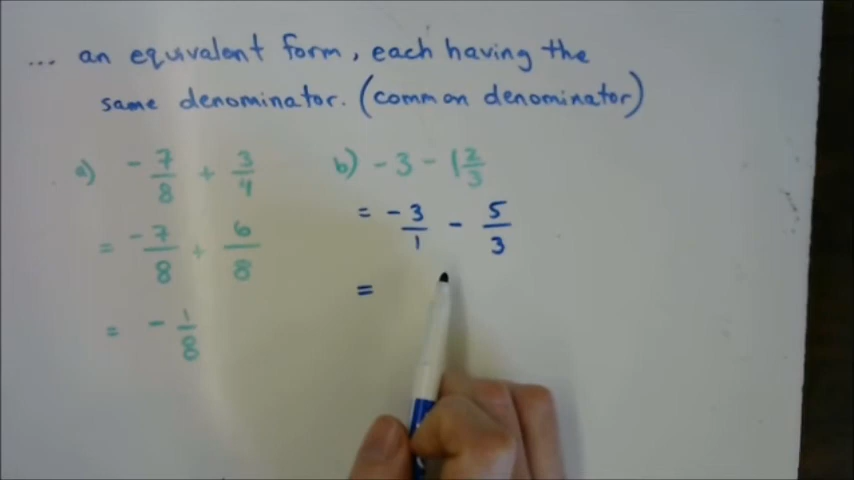 ... an equivalent form, each having the
same denominator. (common denominator)
a) -7/8 + 3/4
= -7/8 + 6/8
= - 1/8
b) -3 - 1 2/3
= -3/1 - 5/3
=